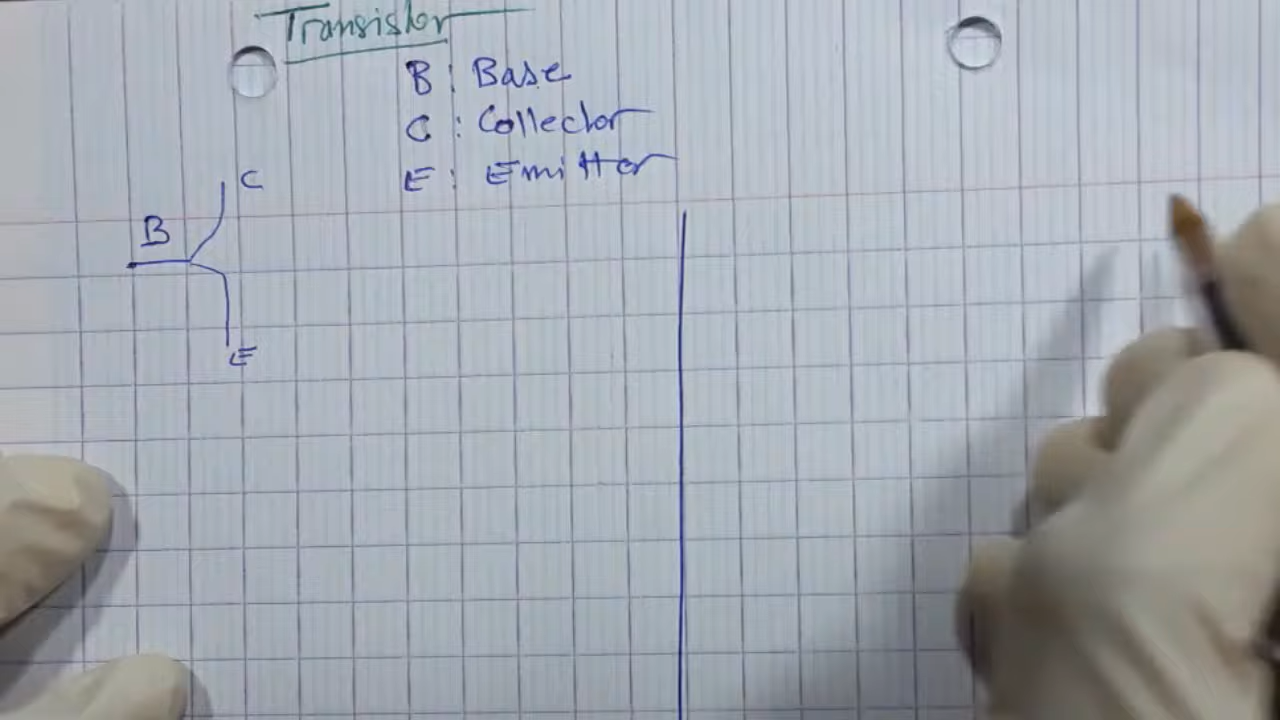 Transistor
B : Base
C : Collector
E : Emitter
C
B
E